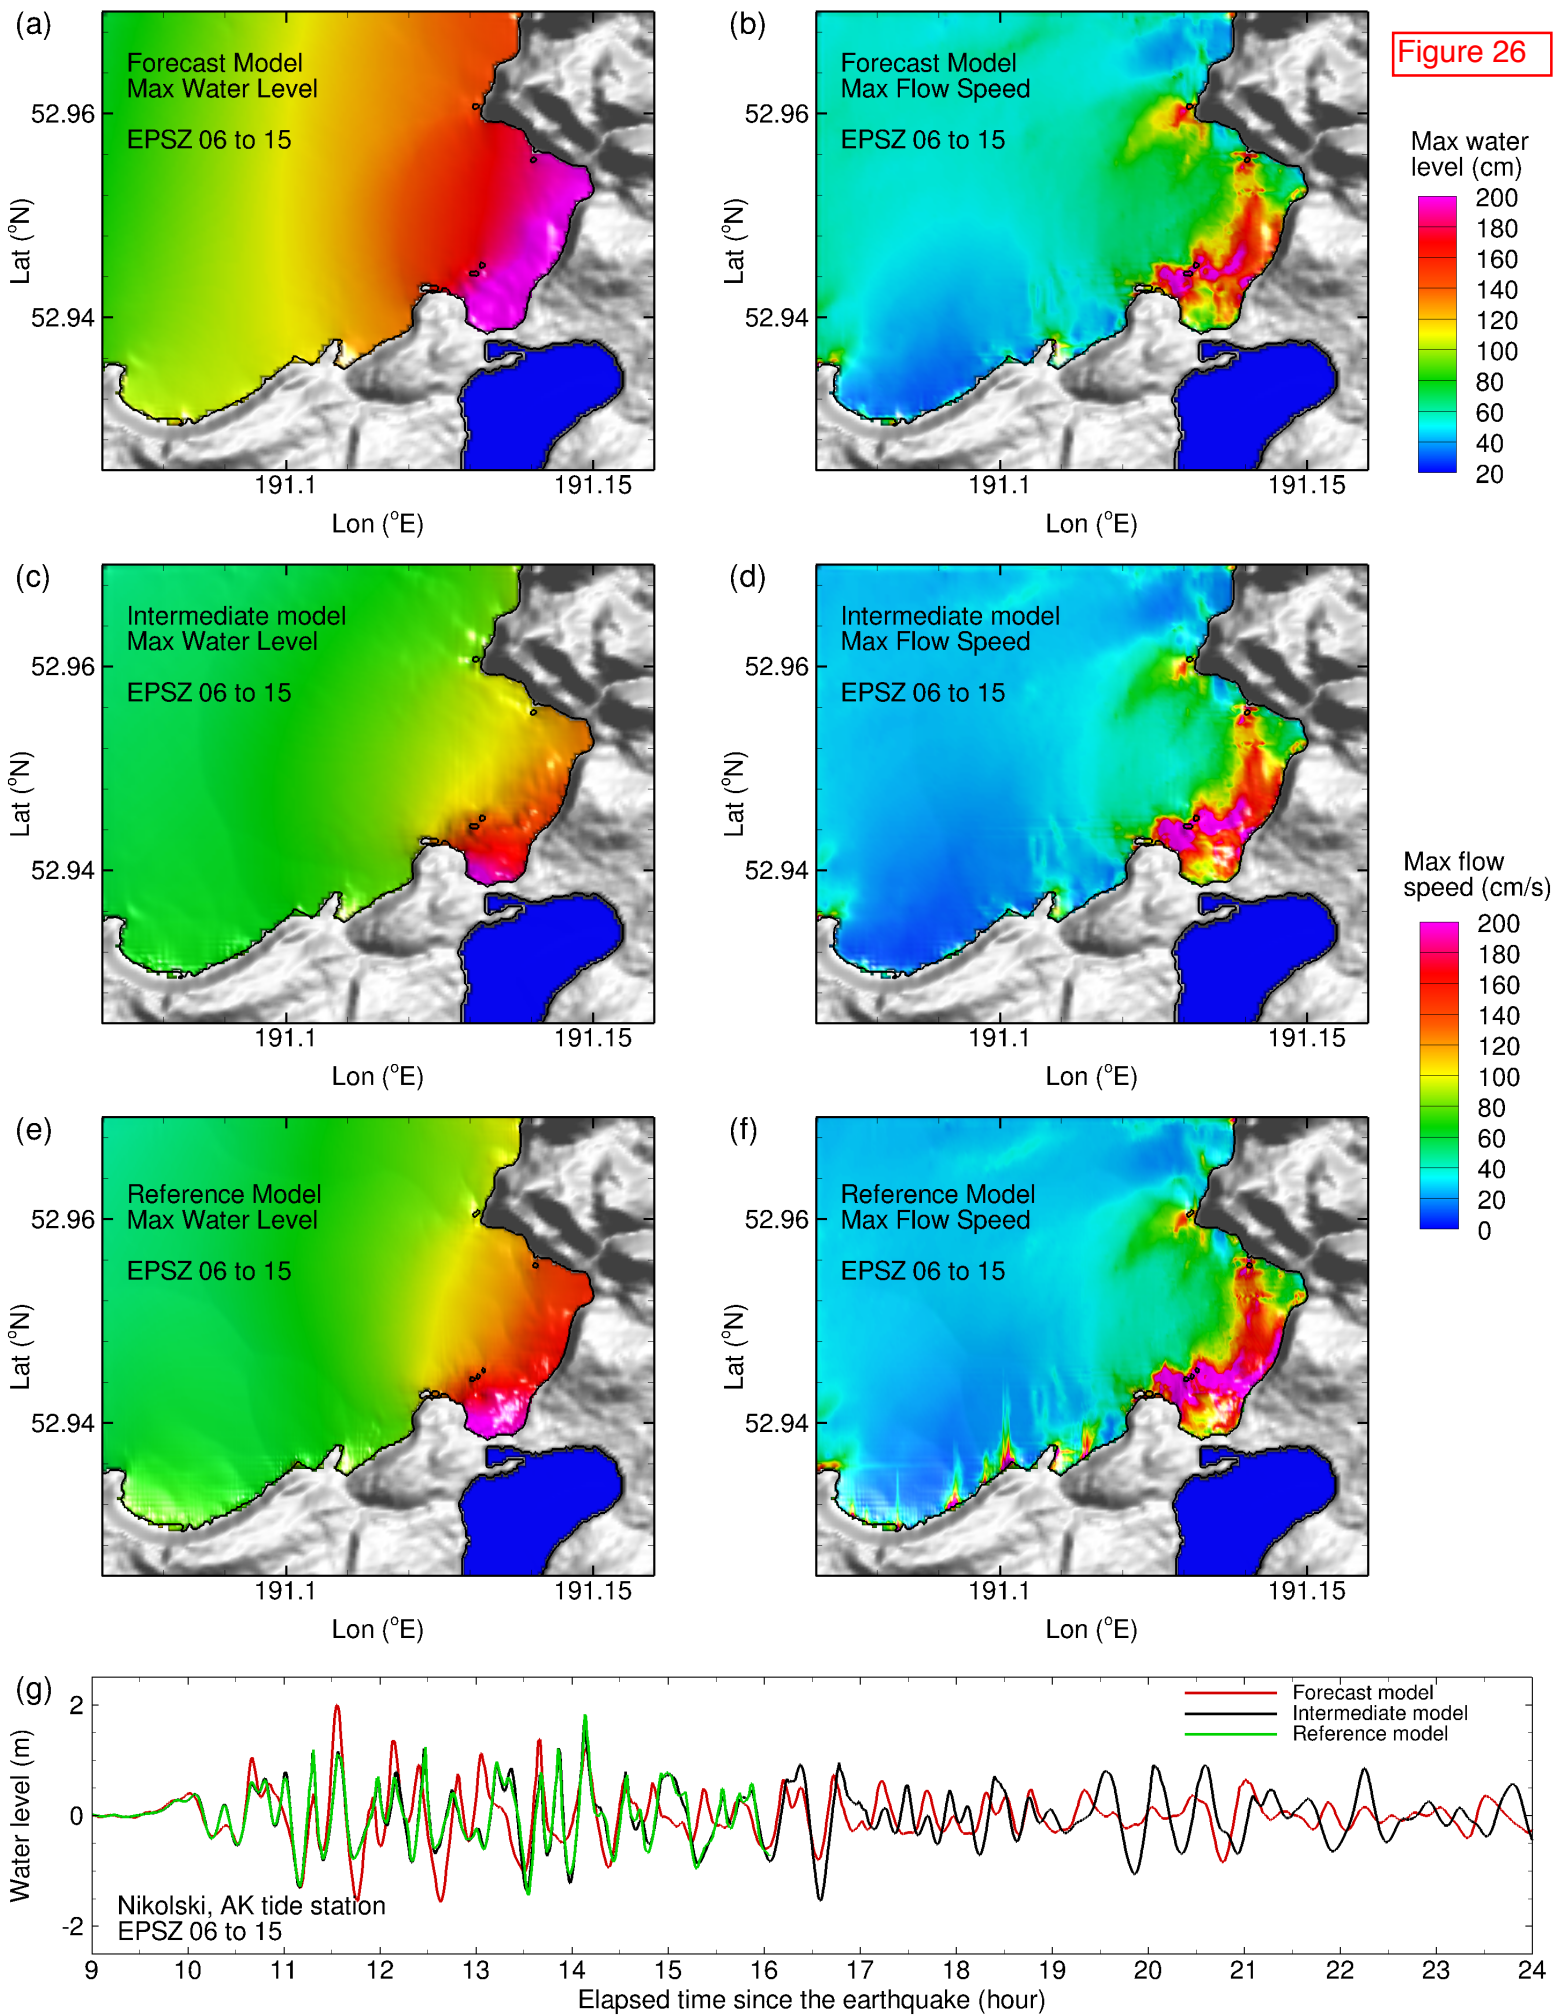 (a)
Forecast Model
Max Water Level
EPSZ 06 to 15
52.96
52.94
Lat (°N)
191.1
191.15
Lon (°E)
(b)
Forecast Model
Max Flow Speed
EPSZ 06 to 15
52.96
52.94
Lat (°N)
191.1
191.15
Lon (°E)
Figure 26
Max water
level (cm)
200
180
160
140
120
100
80
60
40
20
(c)
Intermediate model
Max Water Level
EPSZ 06 to 15
52.96
52.94
Lat (°N)
191.1
191.15
Lon (°E)
(d)
Intermediate model
Max Flow Speed
EPSZ 06 to 15
52.96
52.94
Lat (°N)
191.1
191.15
Lon (°E)
Max flow
speed (cm/s)
200
180
160
140
120
100
80
60
40
20
0
(e)
Reference Model
Max Water Level
EPSZ 06 to 15
52.96
52.94
Lat (°N)
191.1
191.15
Lon (°E)
(f)
Reference Model
Max Flow Speed
EPSZ 06 to 15
52.96
52.94
Lat (°N)
191.1
191.15
Lon (°E)
(g)
Forecast model
Intermediate model
Reference model
2
0
-2
Water level (m)
Nikolski, AK tide station
EPSZ 06 to 15
9 10 11 12 13 14 15 16 17 18 19 20 21 22 23 24
Elapsed time since the earthquake (hour)